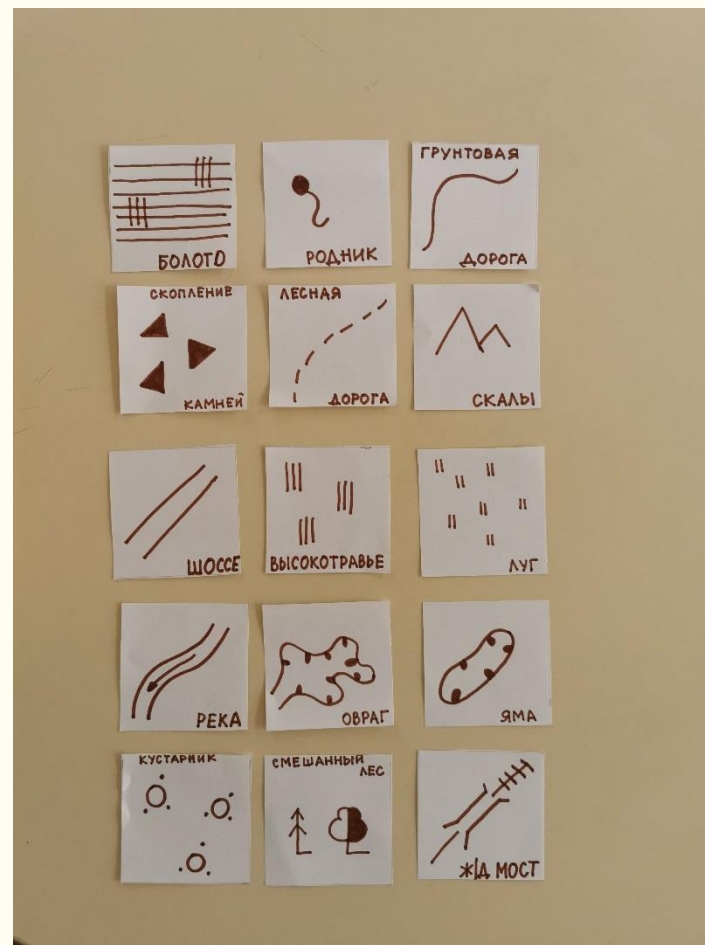 БОЛОТО
РОДНИК
ГРУНТОВАЯ
ДОРОГА
СКОПЛЕНИЕ
КАМНЕЙ
ЛЕСНАЯ
ДОРОГА
СКАЛЫ
ШОССЕ
ВЫСОКОТРАВЬЕ
ЛУГ
РЕКА
ОВРАГ
ЯМА
КУСТАРНИК
СМЕШАННЫЙ
ЛЕС
Ж/Д МОСТ